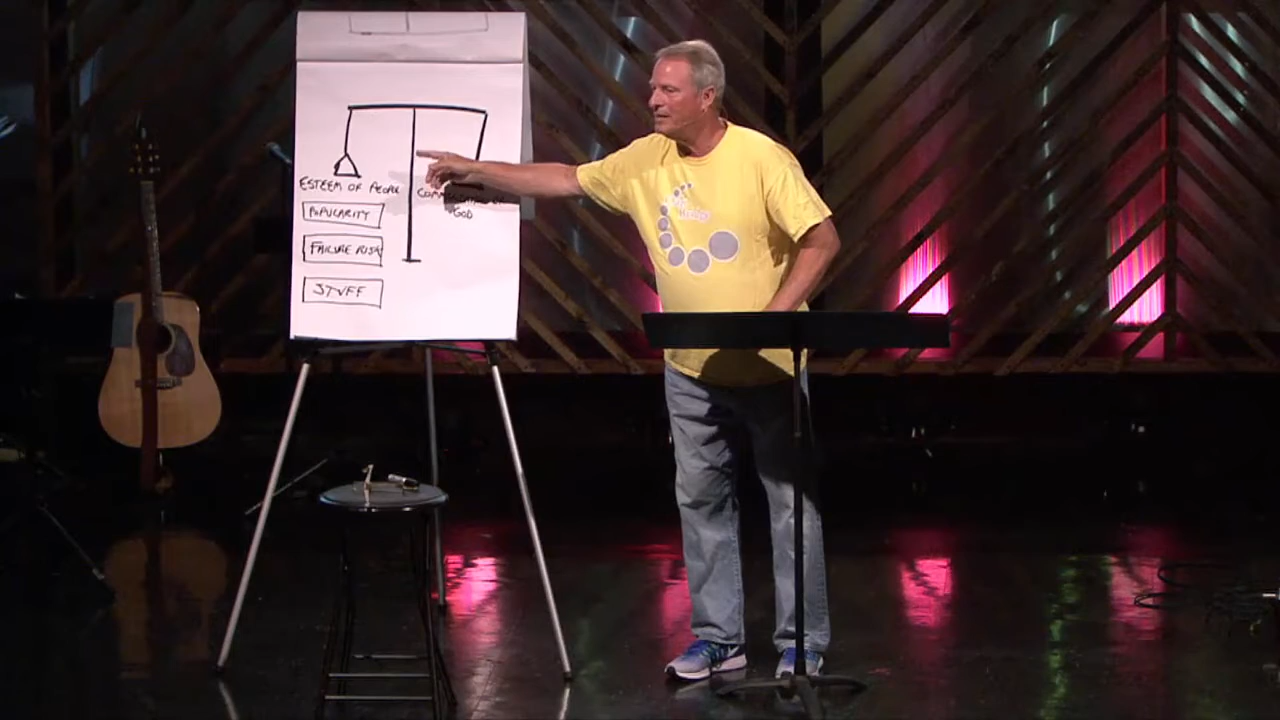 ESTEEM OF PEOPLE
GOD
POPULARITY
FAILURE RISK
STUFF